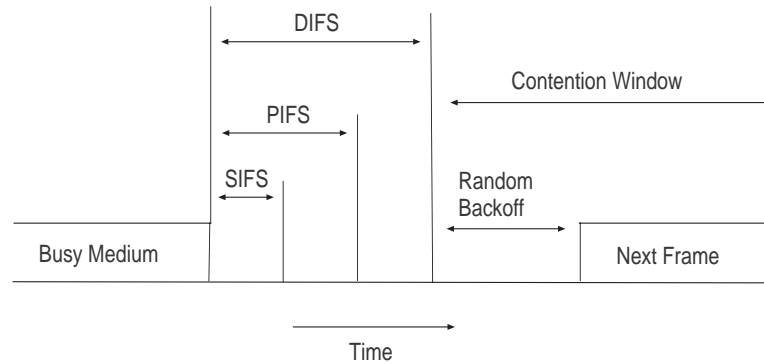 DIFS
Contention Window
PIFS
SIFS
Random
Backoff
Busy Medium
Next Frame
Time